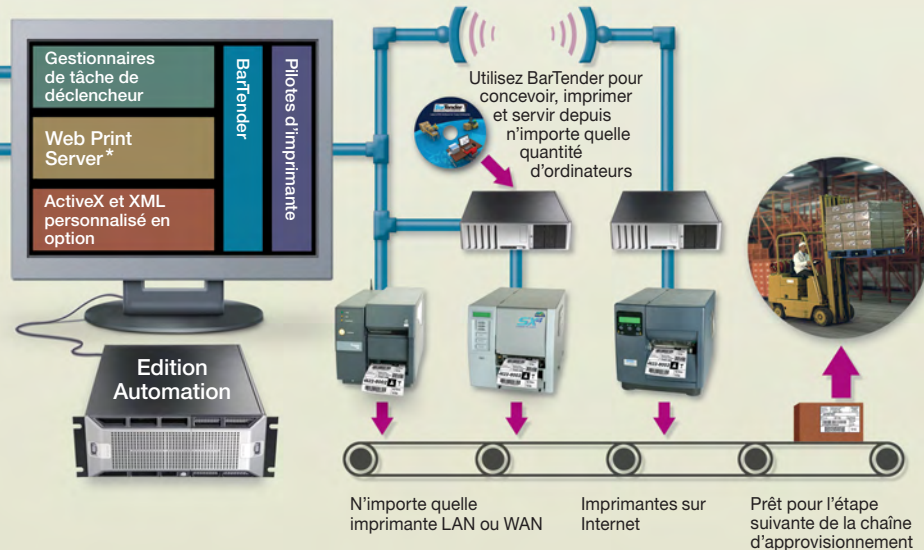 Gestionnaires
de tâche de
déclencheur
Web Print
Server*
ActiveX et XML
personnalisé en
option
BarTender
Pilotes d'imprimante
Utilisez BarTender pour
concevoir, imprimer
et servir depuis
n'importe quelle
quantité
d'ordinateurs
BarTender
Edition
Automation
N'importe quelle
imprimante LAN ou WAN
Imprimantes sur
Internet
Prêt pour l'étape
suivante de la chaîne
d'approvisionnement